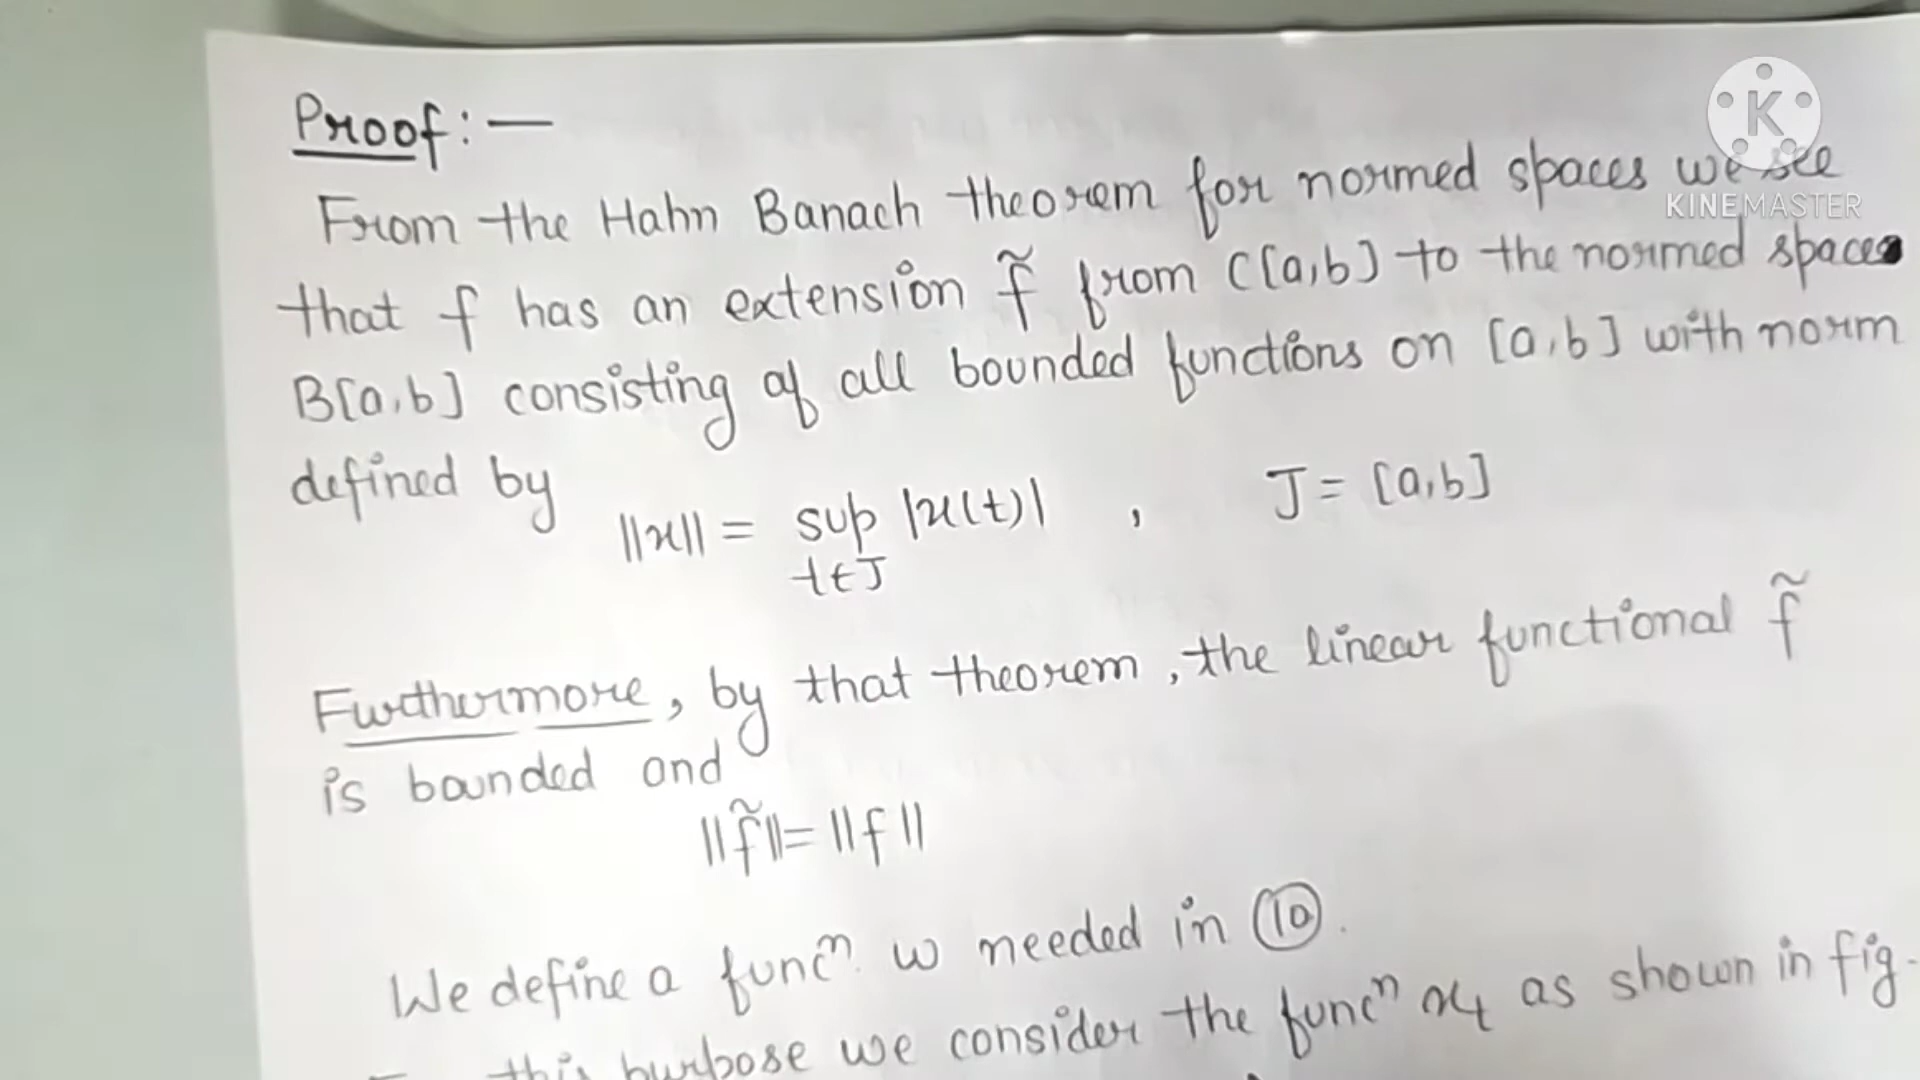 Proof:—
From the Hahn Banach theorem for normed spaces we see
that f has an extension f̃ from C[a,b] to the normed space
B[a,b] consisting of all bounded functions on [a,b] with norm
defined by
||x|| = sup |x(t)| , J = [a,b]
t∈J
Furthermore, by that theorem, the linear functional f̃
is bounded and
||f̃|| = ||f||
We define a funcⁿ. w needed in ⑩.
this purpose we consider the funcⁿ xₜ as shown in fig.
K
KINEMASTER